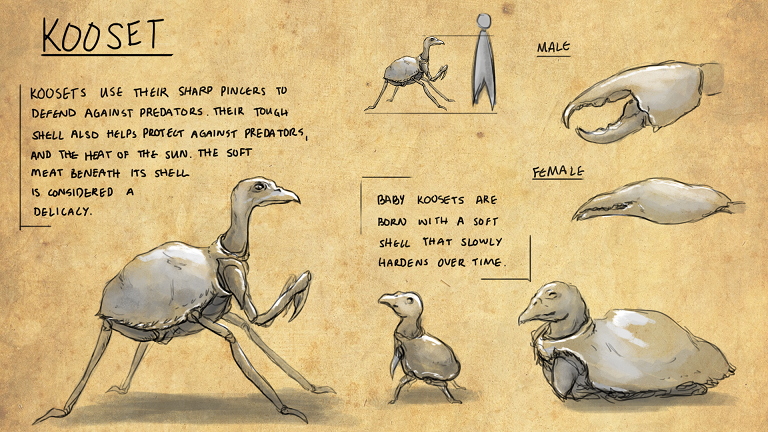 KOOSET
KOOSETS USE THEIR SHARP PINCERS TO
DEFEND AGAINST PREDATORS. THEIR TOUGH
SHELL ALSO HELPS PROTECT AGAINST PREDATORS,
AND THE HEAT OF THE SUN. THE SOFT
MEAT BENEATH ITS SHELL
IS CONSIDERED A
DELICACY.
MALE
FEMALE
BABY KOOSETS ARE
BORN WITH A SOFT
SHELL THAT SLOWLY
HARDENS OVER TIME.